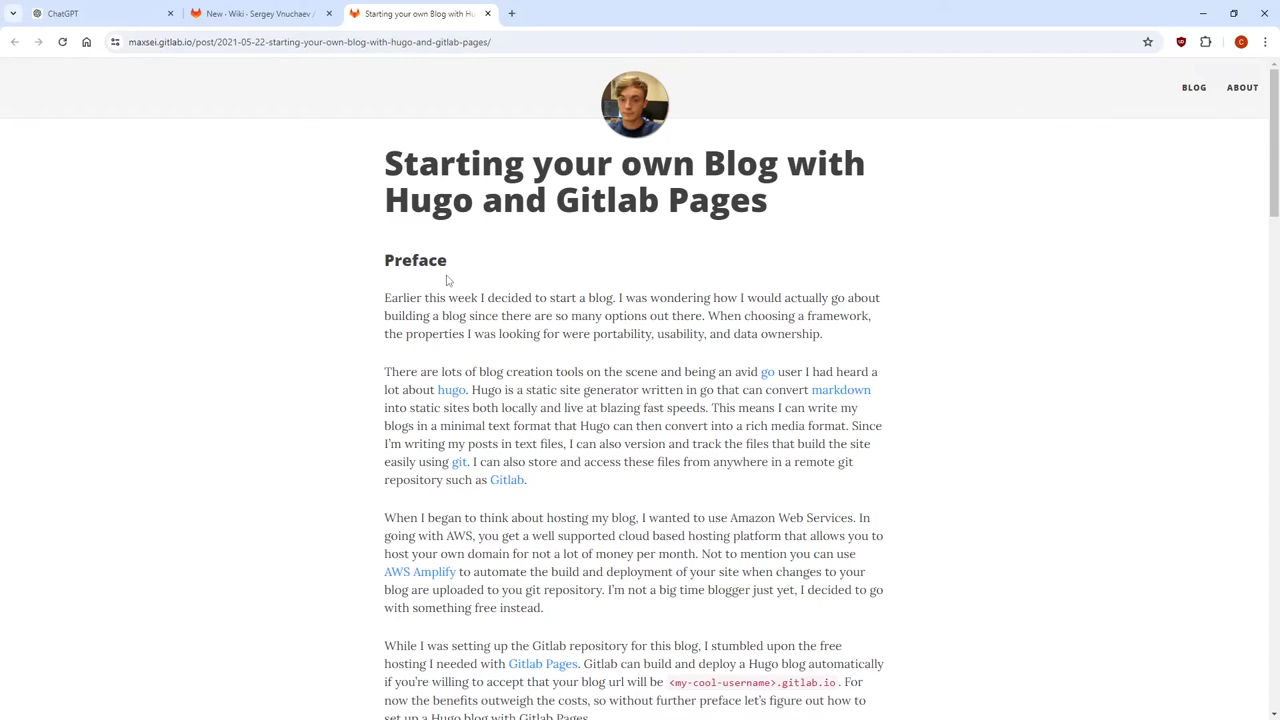 ChatGPT
New · Wiki · Sergey Vnuchaev /
Starting your own Blog with Hu
maxsei.gitlab.io/post/2021-05-22-starting-your-own-blog-with-hugo-and-gitlab-pages/
C
BLOG ABOUT
Starting your own Blog with
Hugo and Gitlab Pages
Preface
Earlier this week I decided to start a blog. I was wondering how I would actually go about
building a blog since there are so many options out there. When choosing a framework,
the properties I was looking for were portability, usability, and data ownership.
There are lots of blog creation tools on the scene and being an avid go user I had heard a
lot about hugo. Hugo is a static site generator written in go that can convert markdown
into static sites both locally and live at blazing fast speeds. This means I can write my
blogs in a minimal text format that Hugo can then convert into a rich media format. Since
I'm writing my posts in text files, I can also version and track the files that build the site
easily using git. I can also store and access these files from anywhere in a remote git
repository such as Gitlab.
When I began to think about hosting my blog, I wanted to use Amazon Web Services. In
going with AWS, you get a well supported cloud based hosting platform that allows you to
host your own domain for not a lot of money per month. Not to mention you can use
AWS Amplify to automate the build and deployment of your site when changes to your
blog are uploaded to you git repository. I'm not a big time blogger just yet, I decided to go
with something free instead.
While I was setting up the Gitlab repository for this blog, I stumbled upon the free
hosting I needed with Gitlab Pages. Gitlab can build and deploy a Hugo blog automatically
if you're willing to accept that your blog url will be <my-cool-username>.gitlab.io. For
now the benefits outweigh the costs, so without further preface let's figure out how to
set up a Hugo blog with Gitlab Pages.